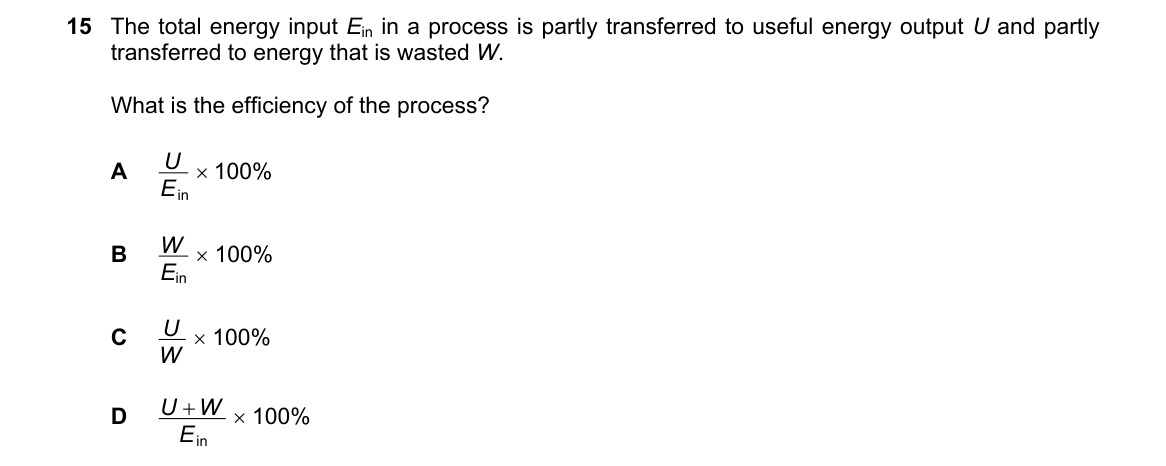 15 The total energy input Ein in a process is partly transferred to useful energy output U and partly
transferred to energy that is wasted W.
What is the efficiency of the process?
A U/Ein × 100%
B W/Ein × 100%
C U/W × 100%
D U + W/Ein × 100%